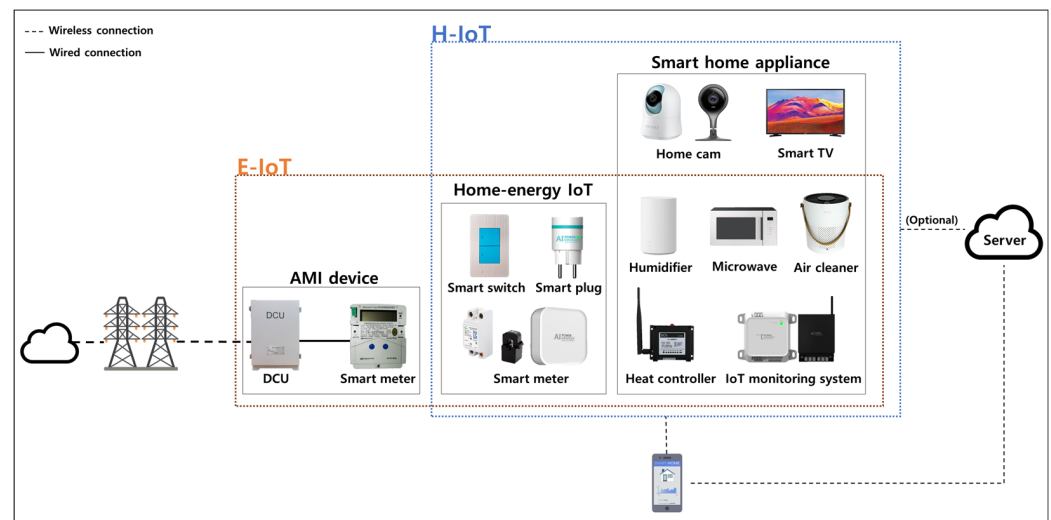 Wireless connection
Wired connection
H-IoT
Smart home appliance
Home cam
Smart TV
E-IoT
Home-energy IoT
Smart switch
Smart plug
AI
Humidifier
Microwave
Air cleaner
(Optional)
Server
AMI device
DCU
DCU
Smart meter
AI
Smart meter
Heat controller
IoT monitoring system